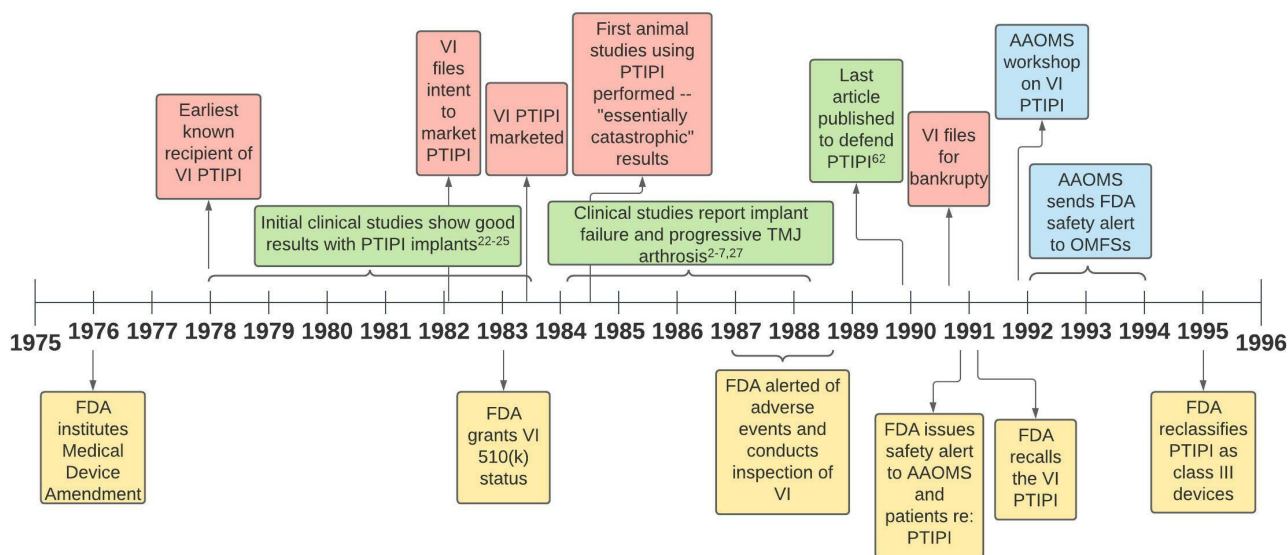 Earliest
known
recipient of
VI PTIPI
VI
files
intent
to
market
PTIPI
VI PTIPI
marketed
First animal
studies using
PTIPI
performed --
"essentially
catastrophic"
results
Last
article
published
to defend
PTIPI62
VI files
for
bankrupty
AAOMS
workshop
on VI
PTIPI
AAOMS
sends FDA
safety alert
to OMFSs
Initial clinical studies show good
results with PTIPI implants22-25
Clinical studies report implant
failure and progressive TMJ
arthrosis2-7,27
1975
1976
1977
1978
1979
1980
1981
1982
1983
1984
1985
1986
1987
1988
1989
1990
1991
1992
1993
1994
1995
1996
FDA
institutes
Medical
Device
Amendment
FDA
grants VI
510(k)
status
FDA alerted of
adverse
events and
conducts
inspection of
VI
FDA issues
safety alert
to AAOMS
and
patients re:
PTIPI
FDA
recalls
the VI
PTIPI
FDA
reclassifies
PTIPI as
class III
devices